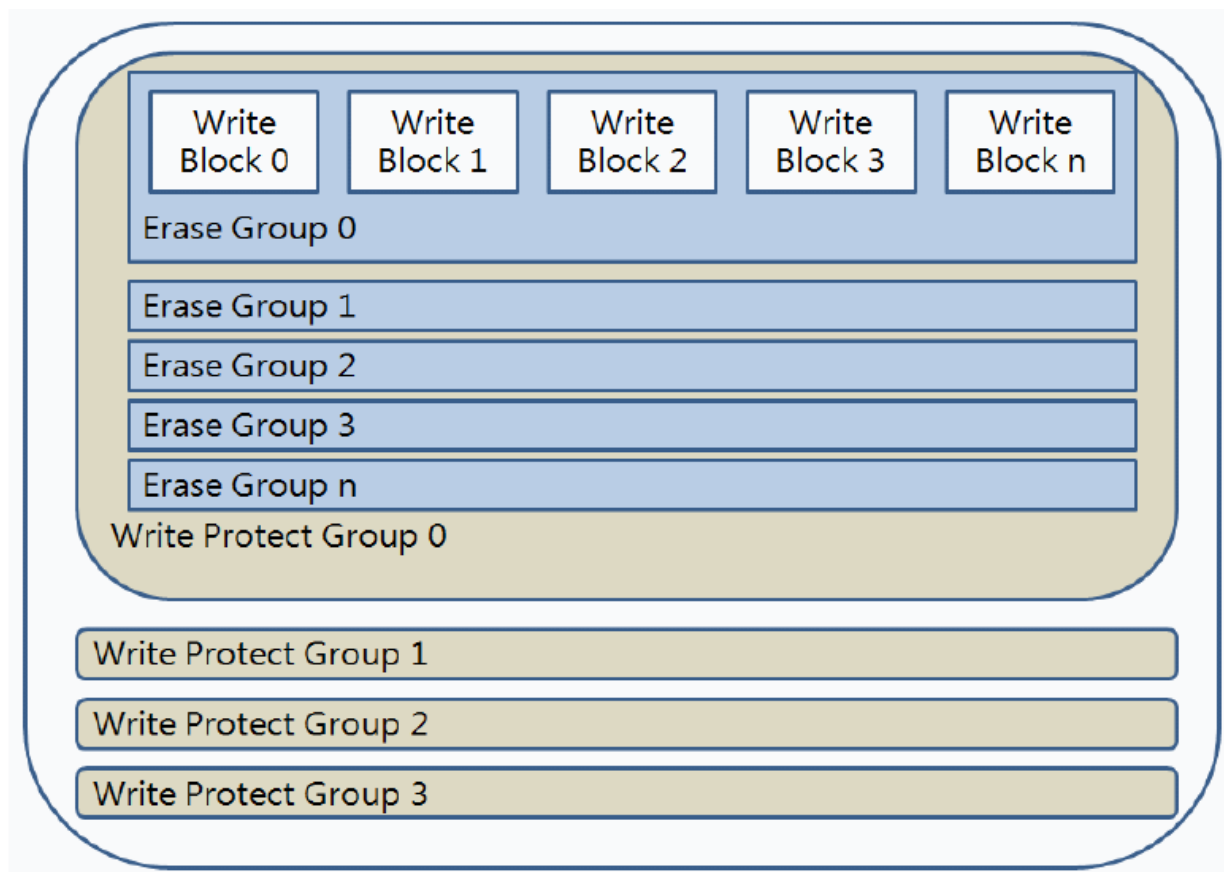 Write
Block 0
Write
Block 1
Write
Block 2
Write
Block 3
Write
Block n
Erase Group 0
Erase Group 1
Erase Group 2
Erase Group 3
Erase Group n
Write Protect Group 0
Write Protect Group 1
Write Protect Group 2
Write Protect Group 3